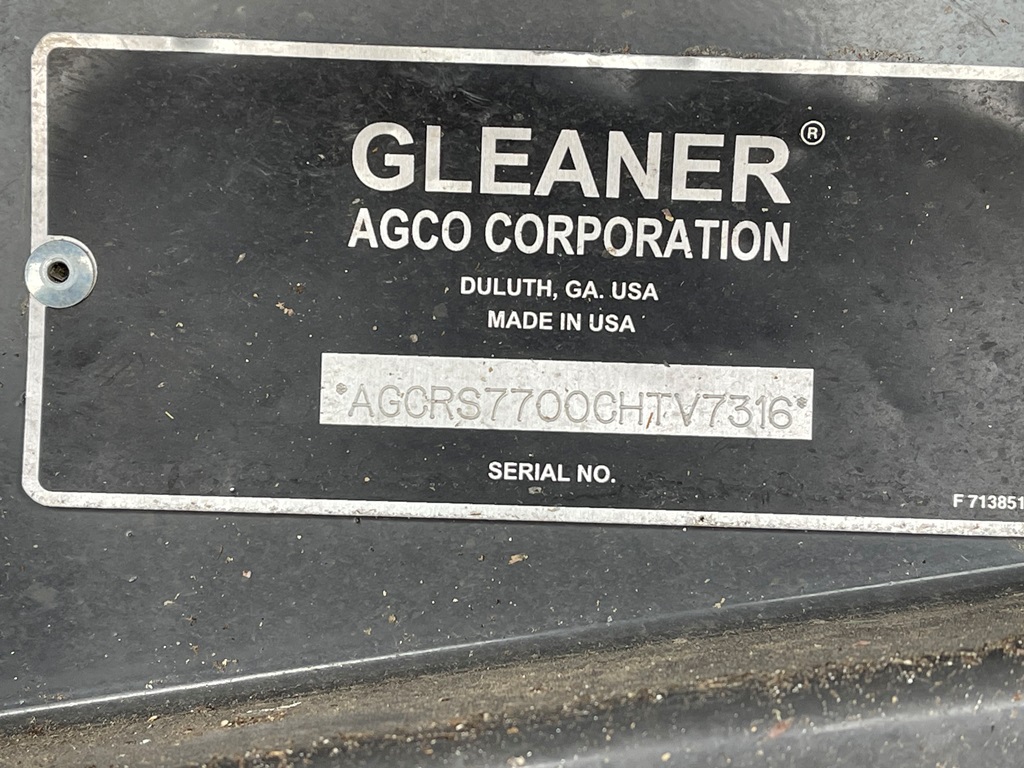 GLEANER®
AGCO CORPORATION
DULUTH, GA. USA
MADE IN USA
*AGCRS7700CHTV7316*
SERIAL NO.
F 713851